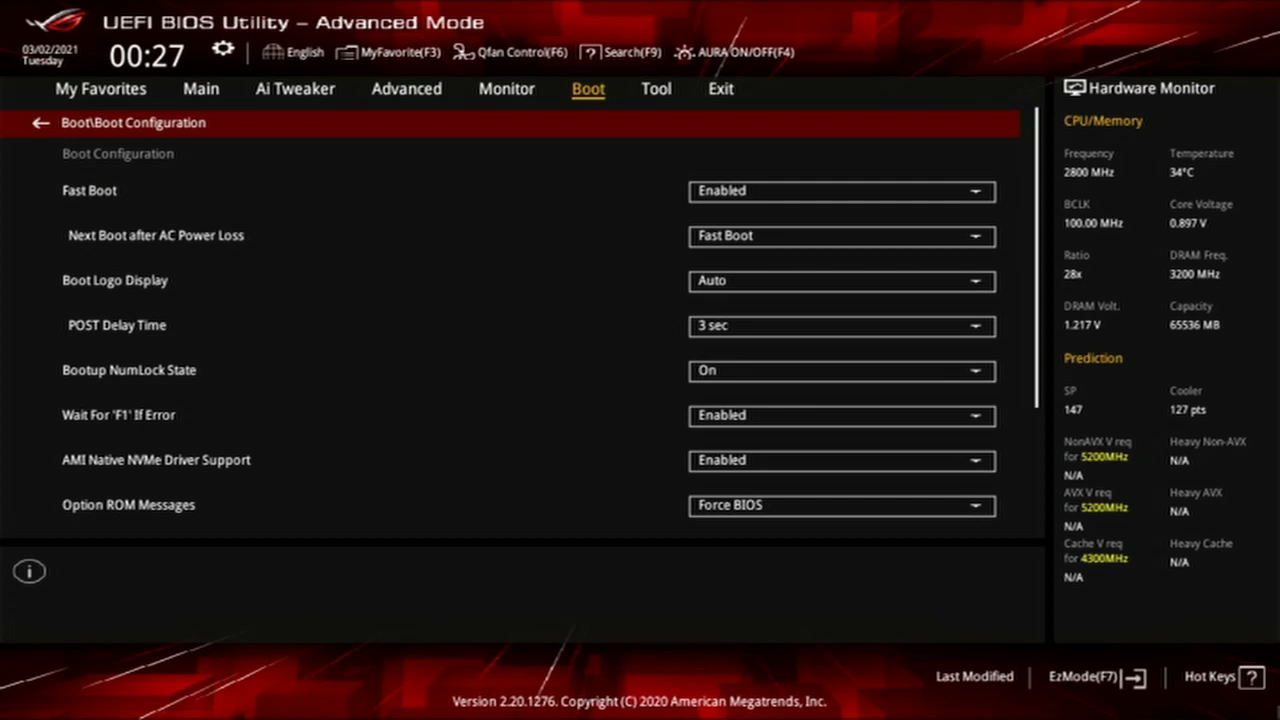 UEFI BIOS Utility – Advanced Mode
03/02/2021
Tuesday
00:27
English
MyFavorite(F3)
Qfan Control(F6)
? Search(F9)
AURA ON/OFF(F4)
My Favorites Main Ai Tweaker Advanced Monitor Boot Tool Exit
Boot\Boot Configuration
Boot Configuration
Fast Boot Enabled
Next Boot after AC Power Loss Fast Boot
Boot Logo Display Auto
POST Delay Time 3 sec
Bootup NumLock State On
Wait For 'F1' If Error Enabled
AMI Native NVMe Driver Support Enabled
Option ROM Messages Force BIOS
i
Hardware Monitor
CPU/Memory
Frequency Temperature
2800 MHz 34°C
BCLK Core Voltage
100.00 MHz 0.897 V
Ratio DRAM Freq.
28x 3200 MHz
DRAM Volt. Capacity
1.217 V 65536 MB
Prediction
SP Cooler
147 127 pts
NonAVX V req Heavy Non-AVX
for 5200MHz N/A
N/A
AVX V req Heavy AVX
for 5200MHz N/A
N/A
Cache V req Heavy Cache
for 4300MHz N/A
N/A
Last Modified EzMode(F7) Hot Keys ?
Version 2.20.1276. Copyright (C) 2020 American Megatrends, Inc.